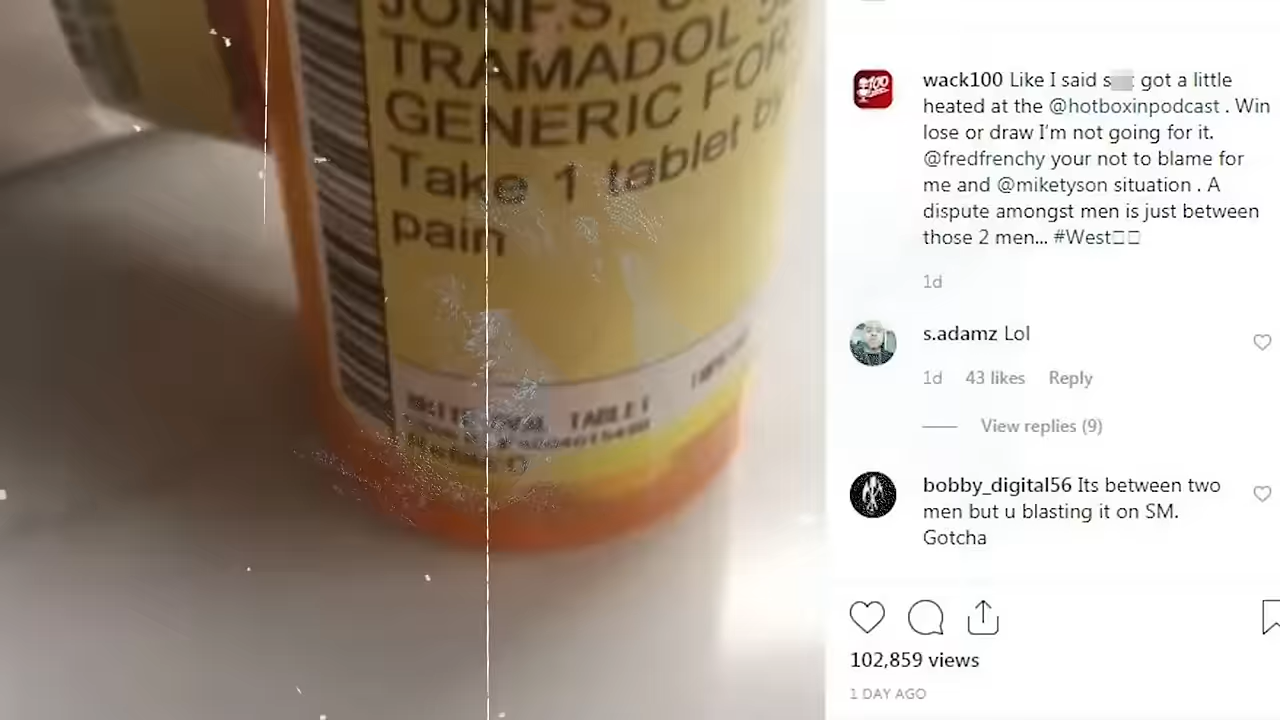 JONES,
TRAMADOL
GENERIC FOR
Take 1 tablet by
pain
TABLET
wack100 Like I said s got a little
heated at the @hotboxinpodcast . Win
lose or draw I'm not going for it.
@fredfrenchy your not to blame for
me and @miketyson situation . A
dispute amongst men is just between
those 2 men... #West
1d
s.adamz Lol
1d 43 likes Reply
View replies (9)
bobby_digital56 Its between two
men but u blasting it on SM.
Gotcha
102,859 views
1 DAY AGO